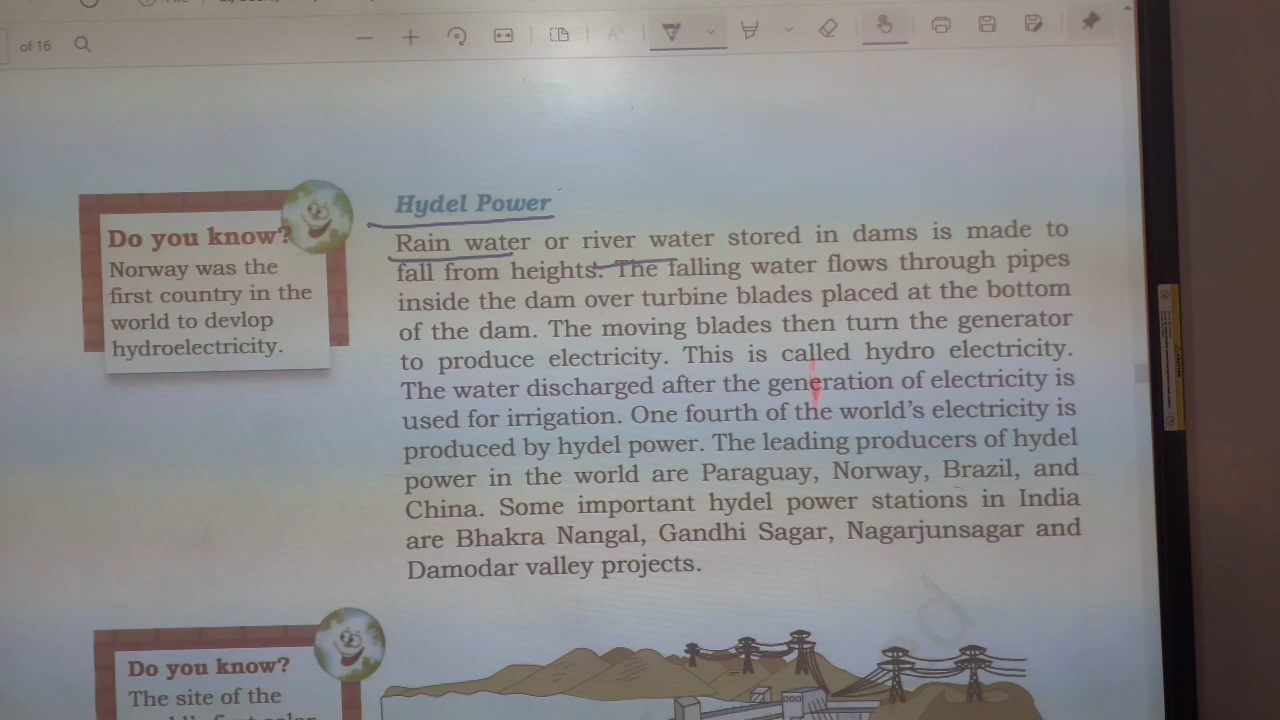 of 16
Do you know?
Norway was the
first country in the
world to devlop
hydroelectricity.
Hydel Power
Rain water or river water stored in dams is made to
fall from heights. The falling water flows through pipes
inside the dam over turbine blades placed at the bottom
of the dam. The moving blades then turn the generator
to produce electricity. This is called hydro electricity.
The water discharged after the generation of electricity is
used for irrigation. One fourth of the world's electricity is
produced by hydel power. The leading producers of hydel
power in the world are Paraguay, Norway, Brazil, and
China. Some important hydel power stations in India
are Bhakra Nangal, Gandhi Sagar, Nagarjunsagar and
Damodar valley projects.
Do you know?
The site of the